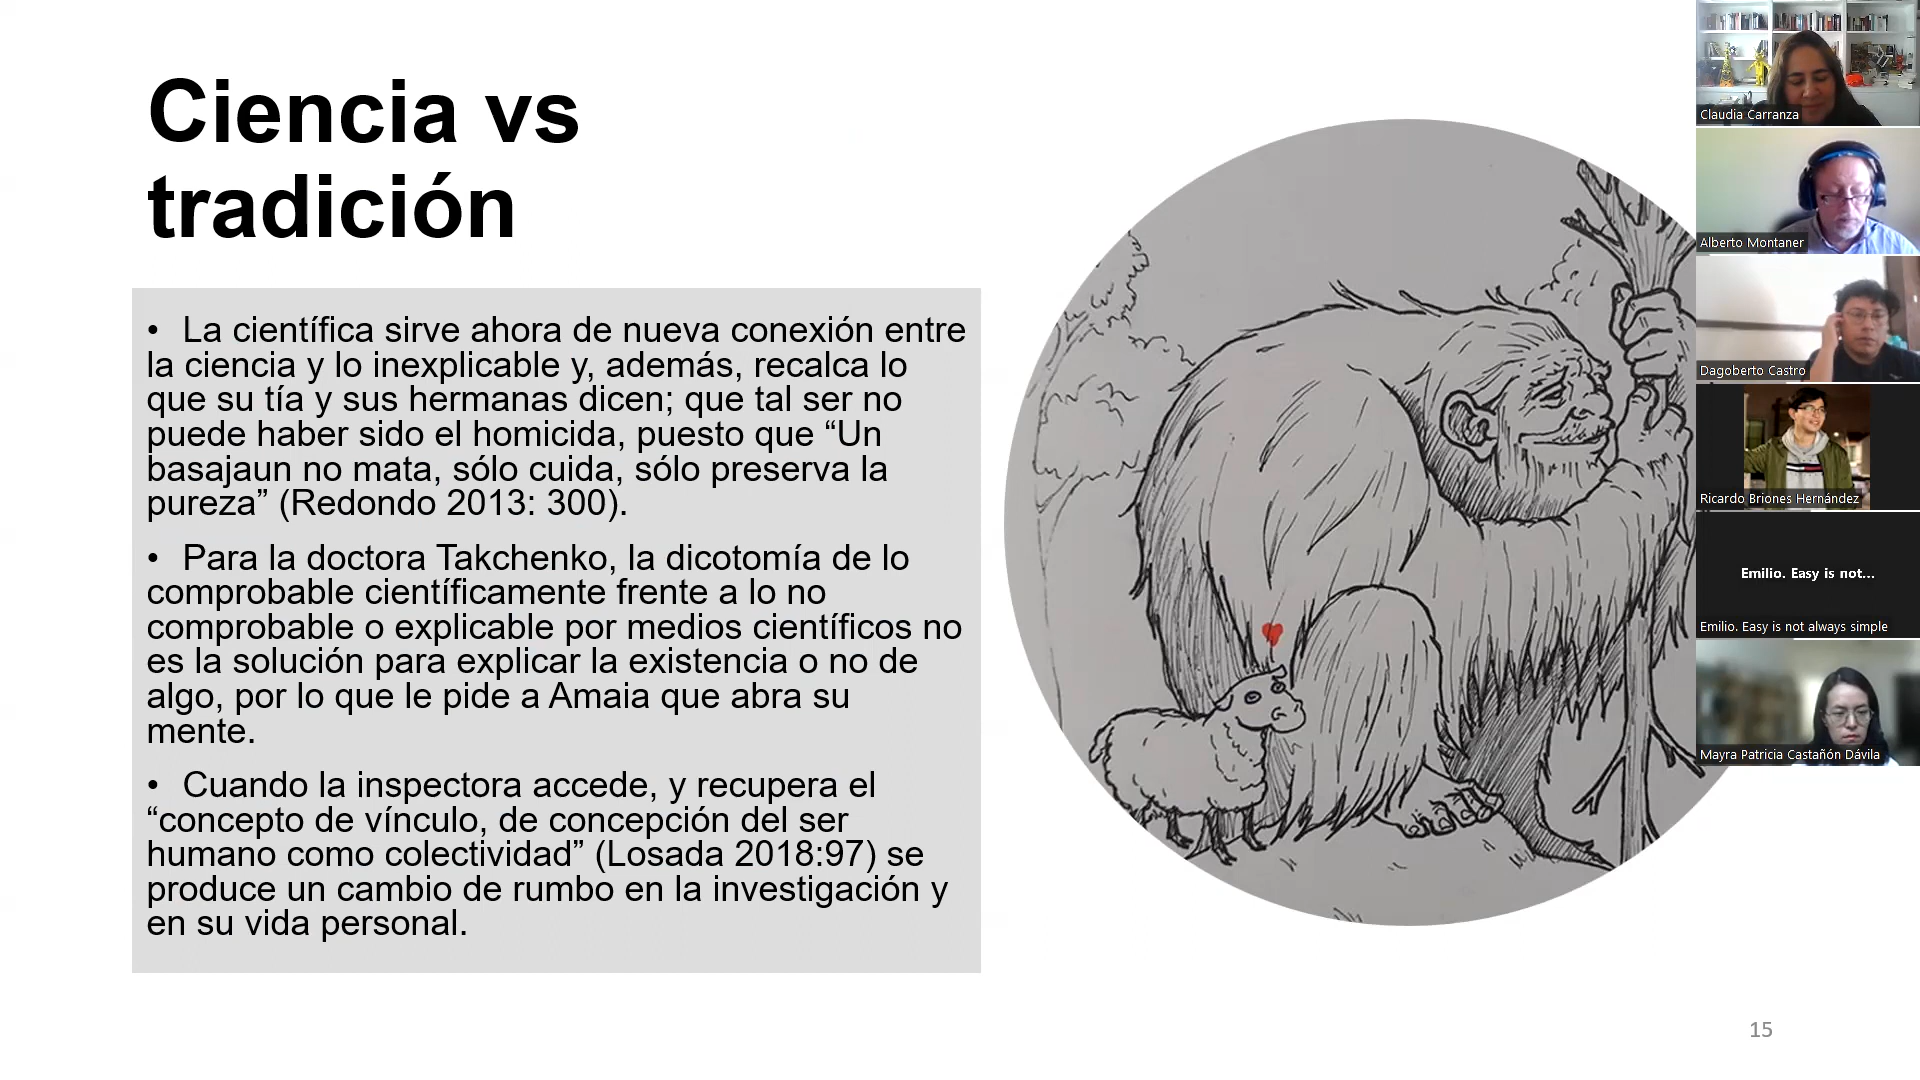 Ciencia vs
tradición
• La científica sirve ahora de nueva conexión entre
la ciencia y lo inexplicable y, además, recalca lo
que su tía y sus hermanas dicen; que tal ser no
puede haber sido el homicida, puesto que “Un
basajaun no mata, sólo cuida, sólo preserva la
pureza” (Redondo 2013: 300).
• Para la doctora Takchenko, la dicotomía de lo
comprobable científicamente frente a lo no
comprobable o explicable por medios científicos no
es la solución para explicar la existencia o no de
algo, por lo que le pide a Amaia que abra su
mente.
• Cuando la inspectora accede, y recupera el
“concepto de vínculo, de concepción del ser
humano como colectividad” (Losada 2018:97) se
produce un cambio de rumbo en la investigación y
en su vida personal.
15
Claudia Carranza
Alberto Montaner
Dagoberto Castro
Ricardo Briones Hernández
Emilio. Easy is not...
Emilio. Easy is not always simple
Mayra Patricia Castañón Dávila